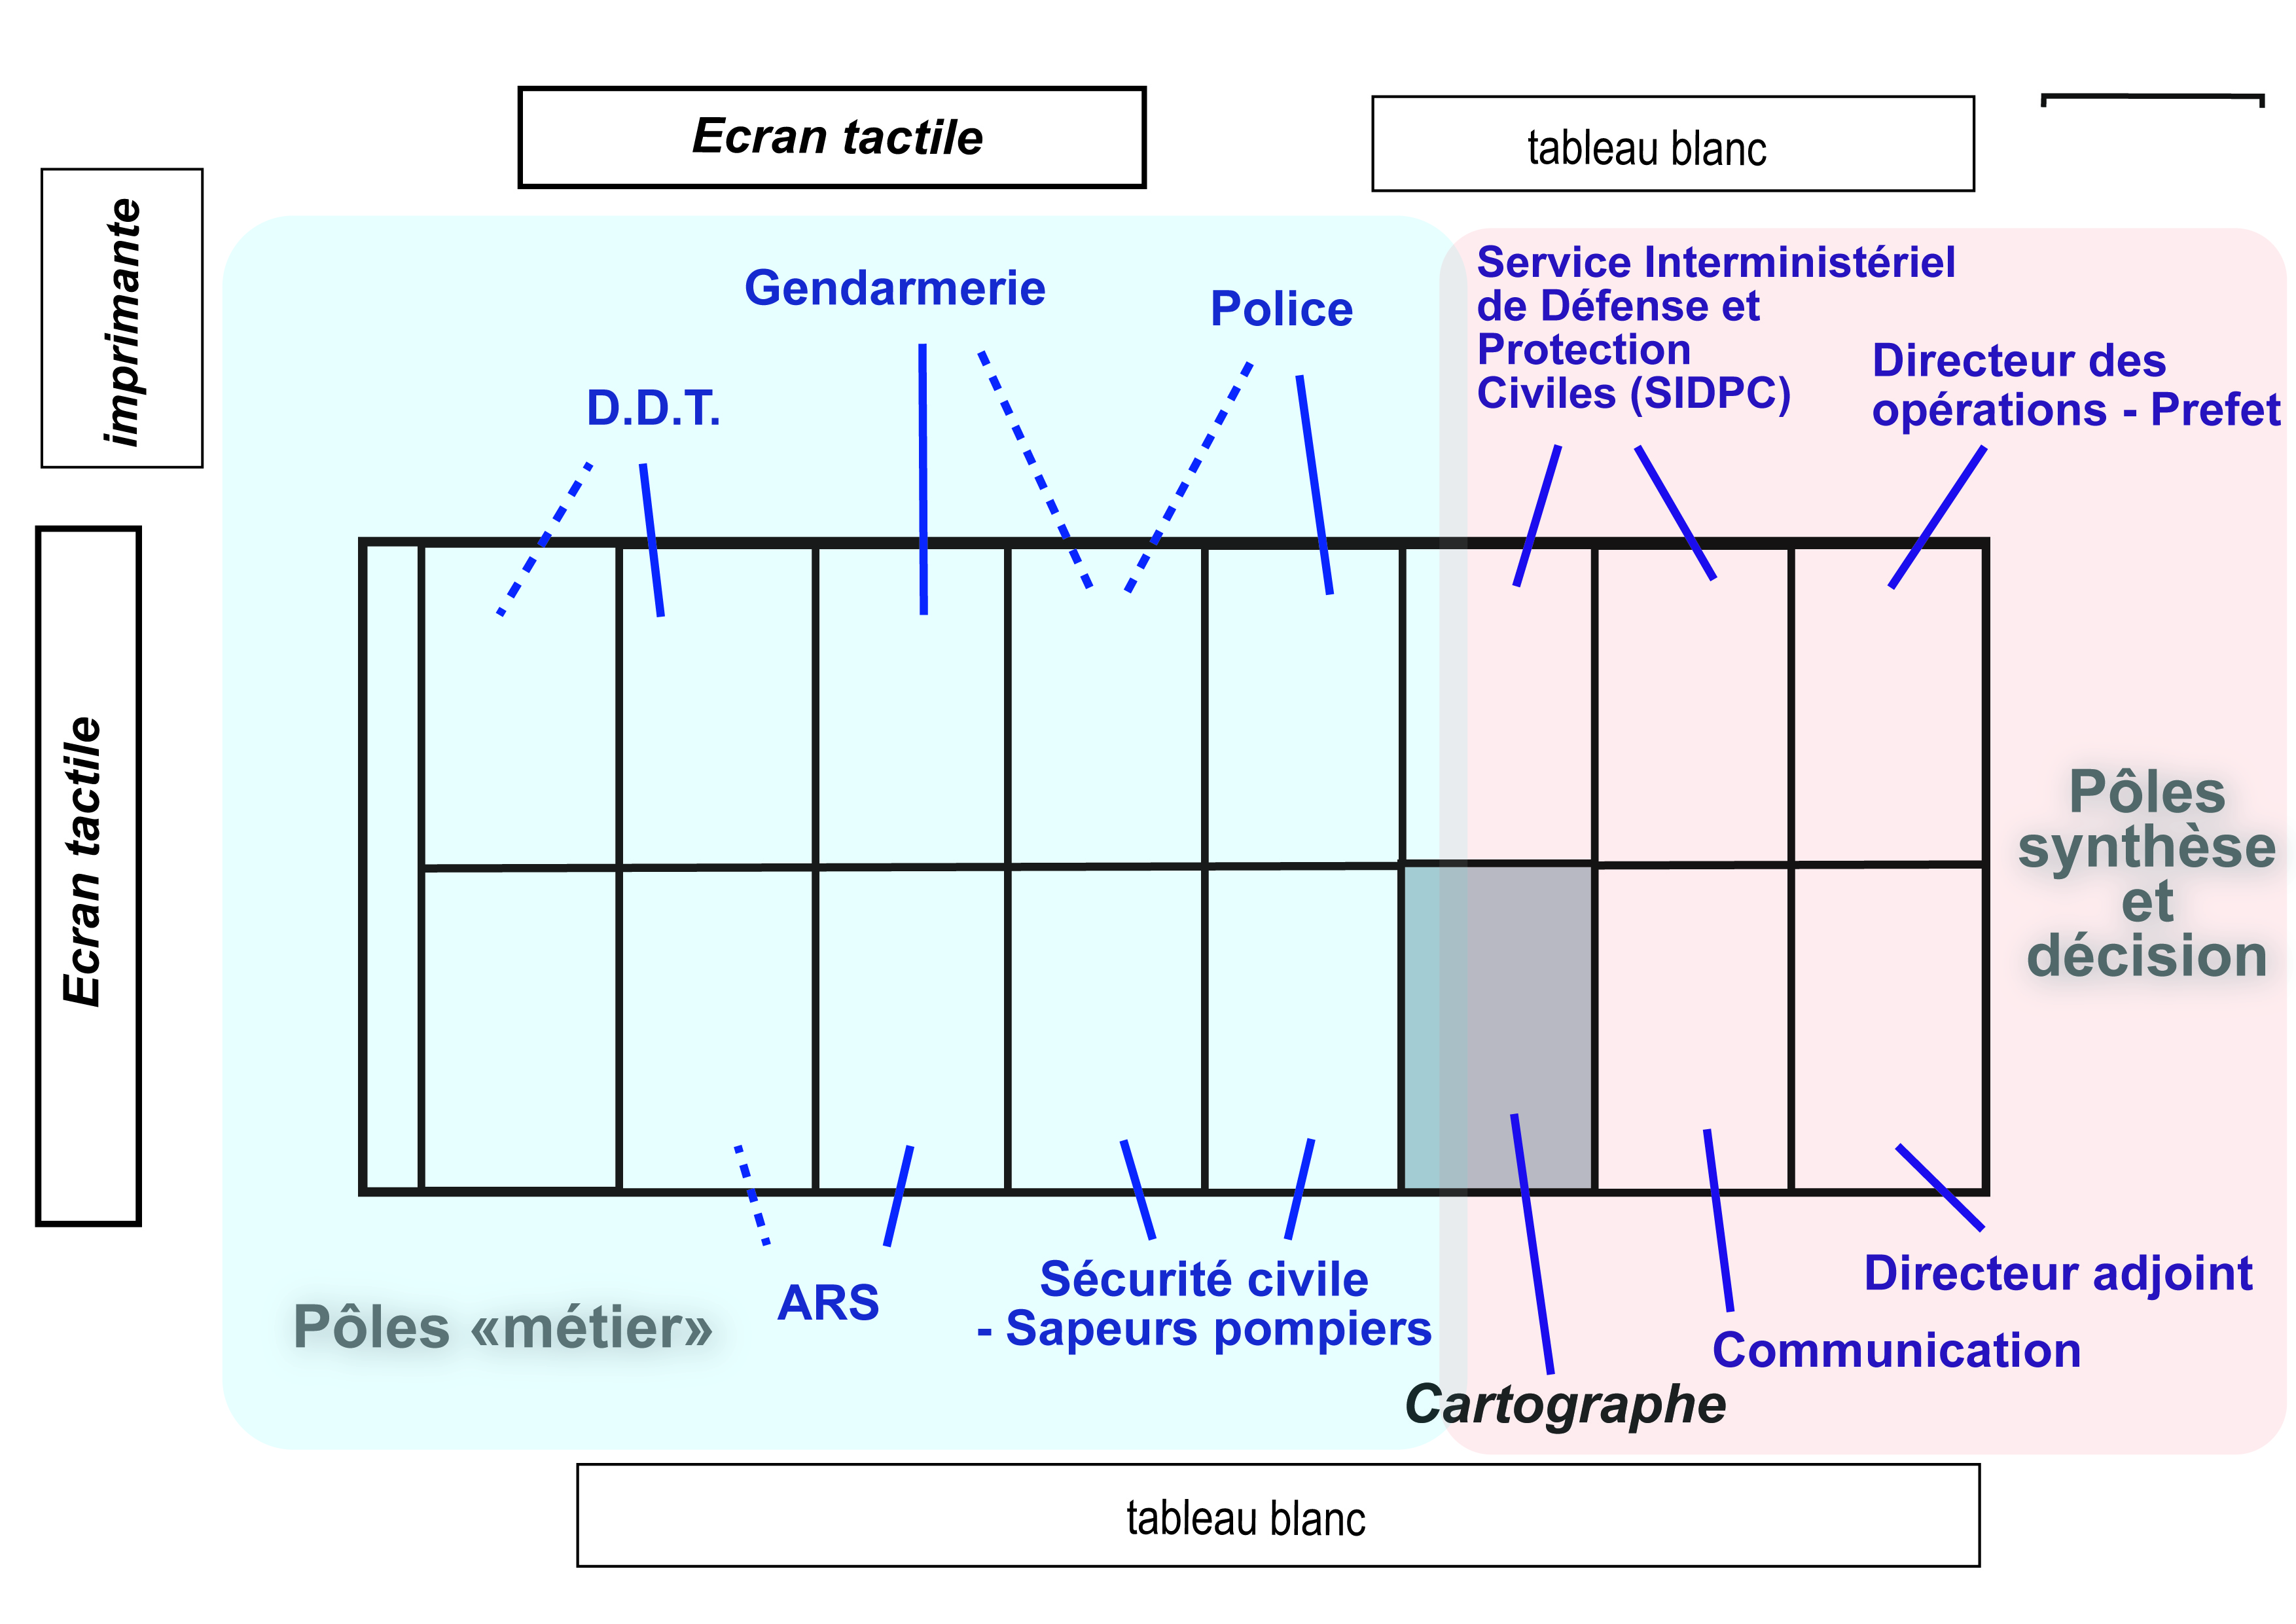 Ecran tactile
tableau blanc
imprimante
Gendarmerie
Police
Service Interministériel
de Défense et
Protection
Civiles (SIDPC)
Directeur des
opérations - Prefet
D.D.T.
Ecran tactile
Pôles
synthèse
et
décision
Pôles «métier»
ARS
Sécurité civile
- Sapeurs pompiers
Directeur adjoint
Communication
Cartographe
tableau blanc